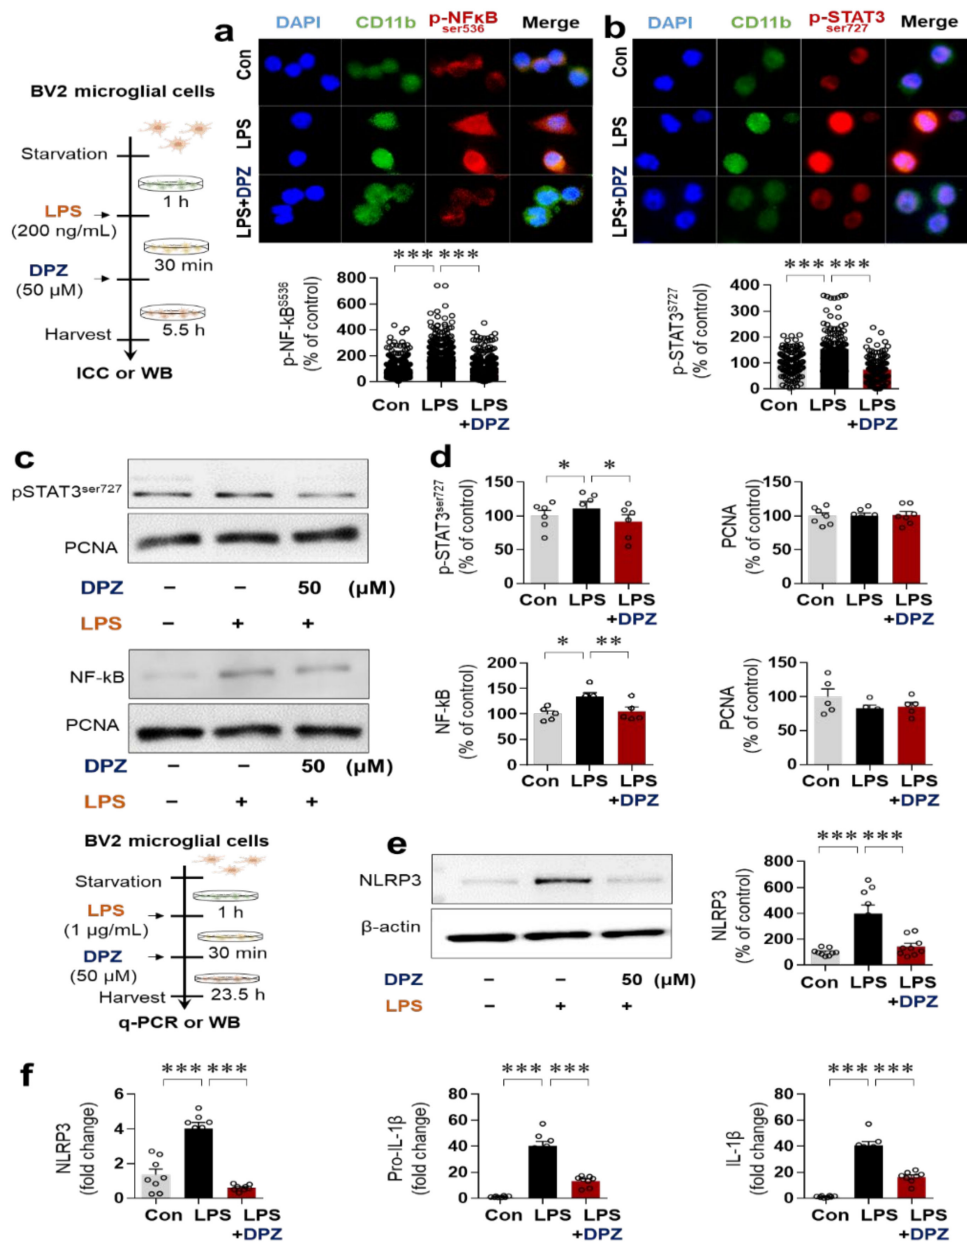 a
DAPI CD11b p-NFκB ser536 Merge
Con
LPS
LPS+DPZ
b
DAPI CD11b p-STAT3 ser727 Merge
Con
LPS
LPS+DPZ
BV2 microglial cells
Starvation
1 h
LPS
(200 ng/mL)
30 min
DPZ
(50 µM)
5.5 h
Harvest
ICC or WB
*** ***
p-NF-kBS536
(% of control)
800
600
400
200
0
Con LPS LPS
+DPZ
*** ***
p-STAT3S727
(% of control)
400
300
200
100
0
Con LPS LPS
+DPZ
c
pSTAT3ser727
PCNA
DPZ – – 50 (µM)
LPS – + +
NF-kB
PCNA
DPZ – – 50 (µM)
LPS – + +
d
* *
p-STAT3ser727
(% of control)
150
100
50
0
Con LPS LPS
+DPZ
PCNA
(% of control)
150
100
50
0
Con LPS LPS
+DPZ
* **
NF-kB
(% of control)
200
150
100
50
0
Con LPS LPS
+DPZ
PCNA
(% of control)
150
100
50
0
Con LPS LPS
+DPZ
BV2 microglial cells
Starvation
1 h
LPS
(1 µg/mL)
30 min
DPZ
(50 µM)
23.5 h
Harvest
q-PCR or WB
e
NLRP3
β-actin
DPZ – – 50 (µM)
LPS – + +
*** ***
NLRP3
(% of control)
800
600
400
200
0
Con LPS LPS
+DPZ
f
*** ***
NLRP3
(fold change)
6
4
2
0
Con LPS LPS
+DPZ
*** ***
Pro-IL-1β
(fold change)
80
60
40
20
0
Con LPS LPS
+DPZ
*** ***
IL-1β
(fold change)
80
60
40
20
0
Con LPS LPS
+DPZ